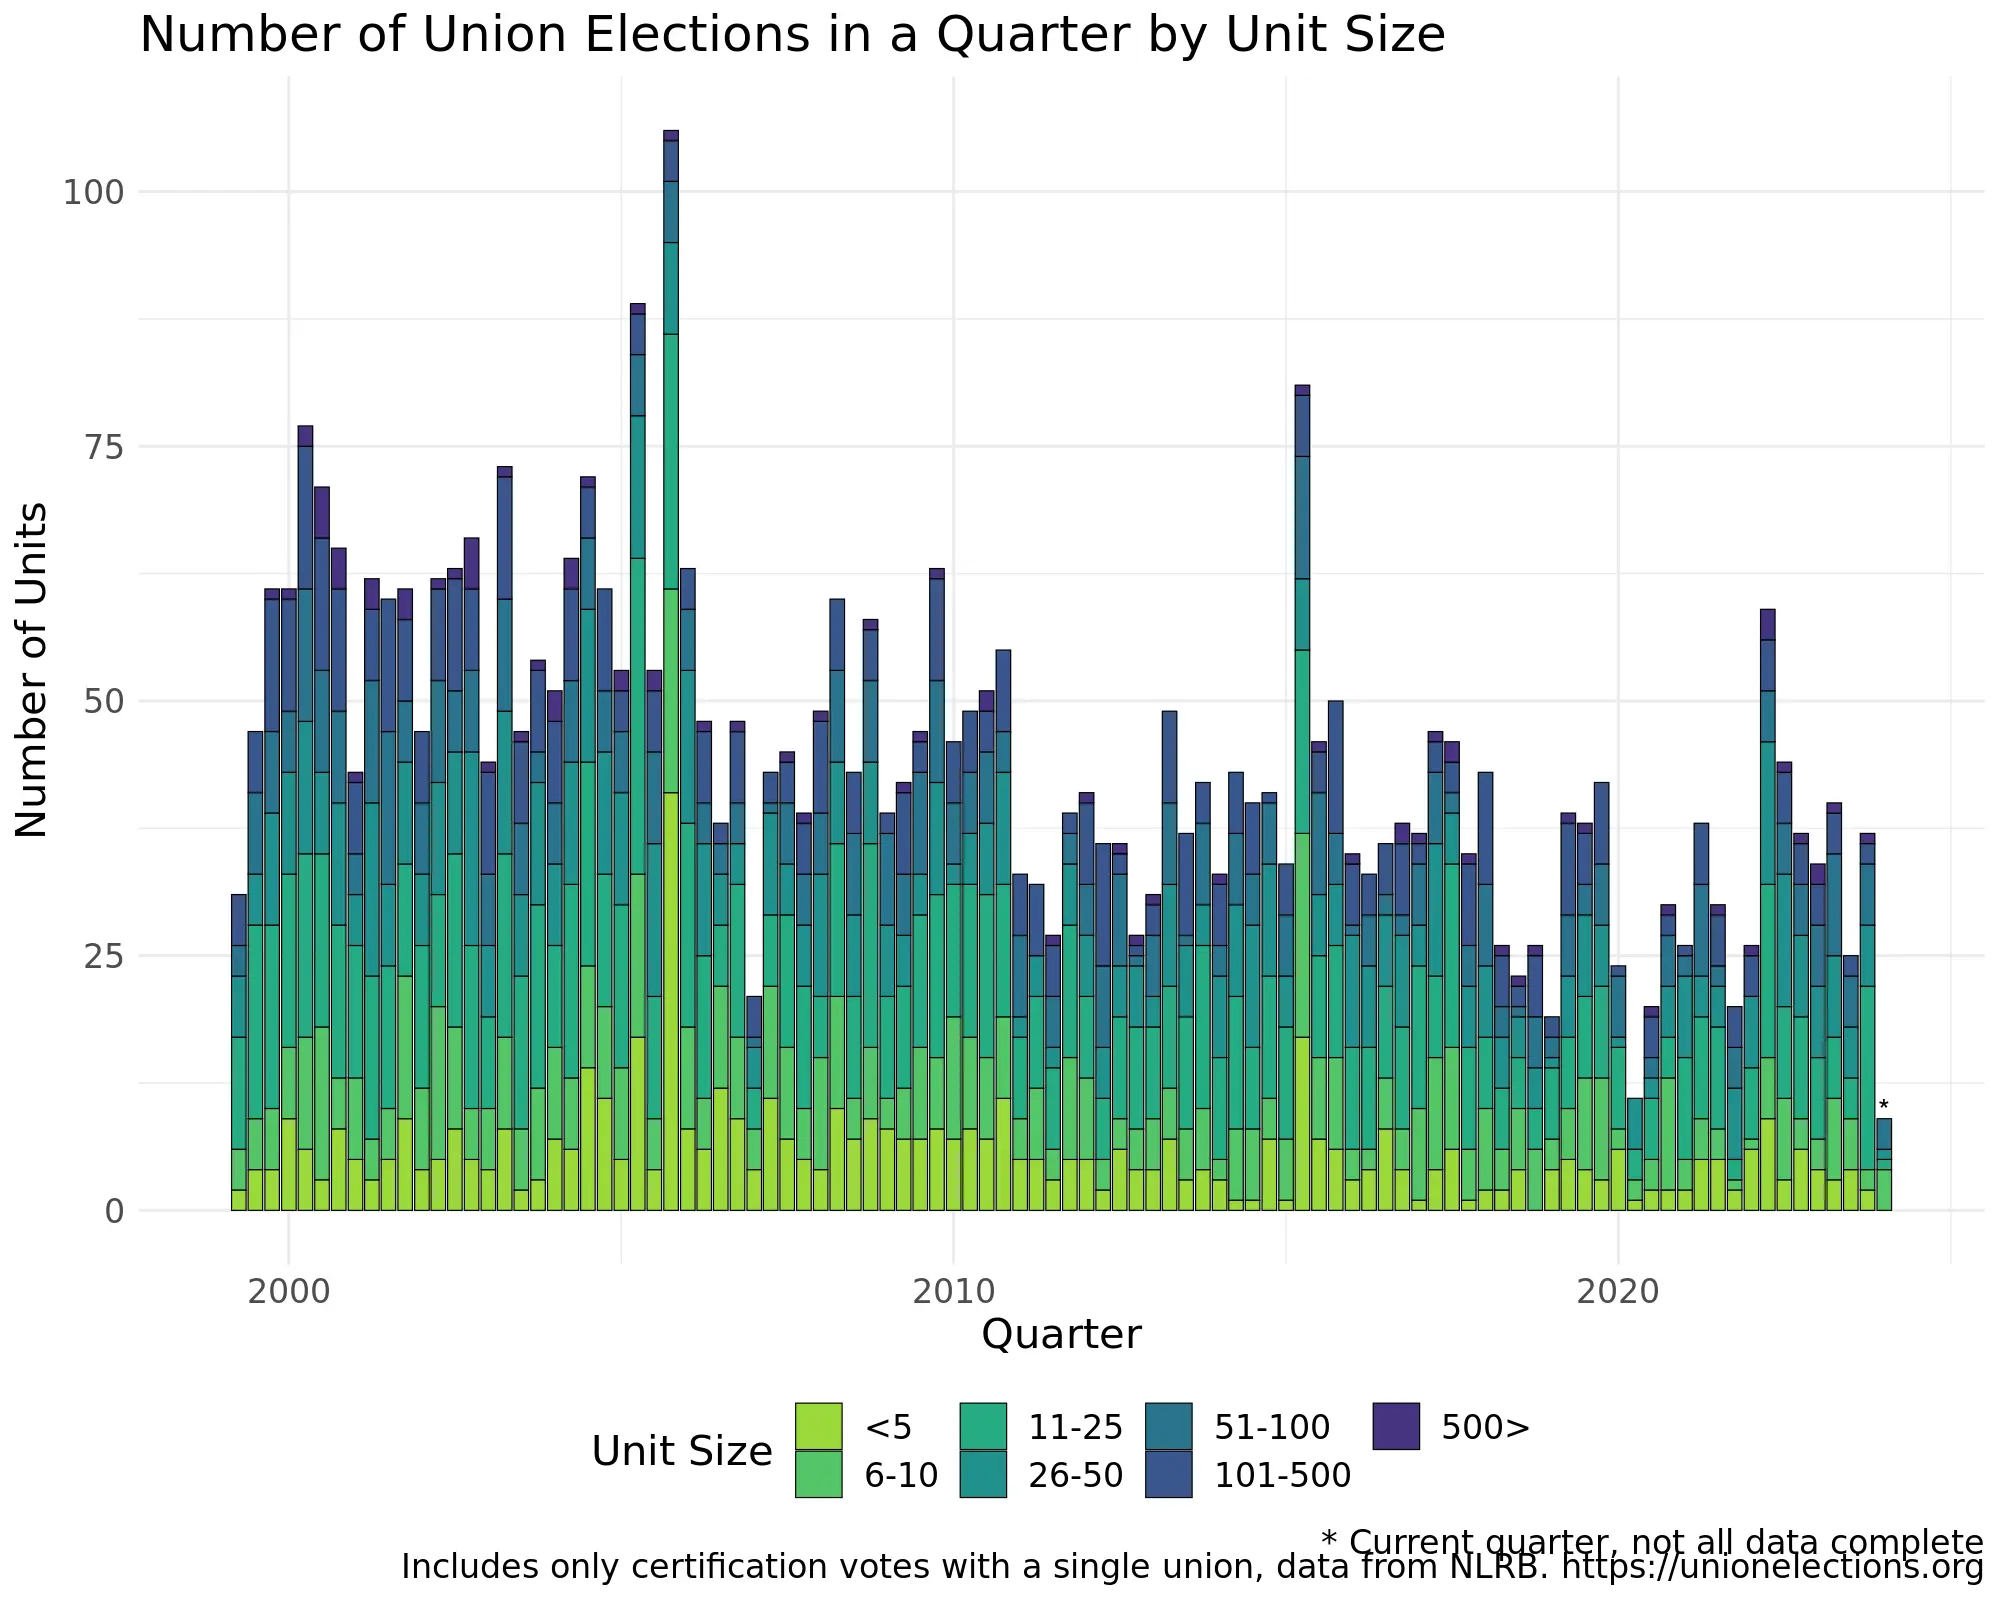 Number of Union Elections in a Quarter by Unit Size
Number of Units
100
75
50
25
0
*
2000 2010 2020
Quarter
Unit Size
<5 11-25 51-100 500>
6-10 26-50 101-500
* Current quarter, not all data complete
Includes only certification votes with a single union, data from NLRB. https://unionelections.org